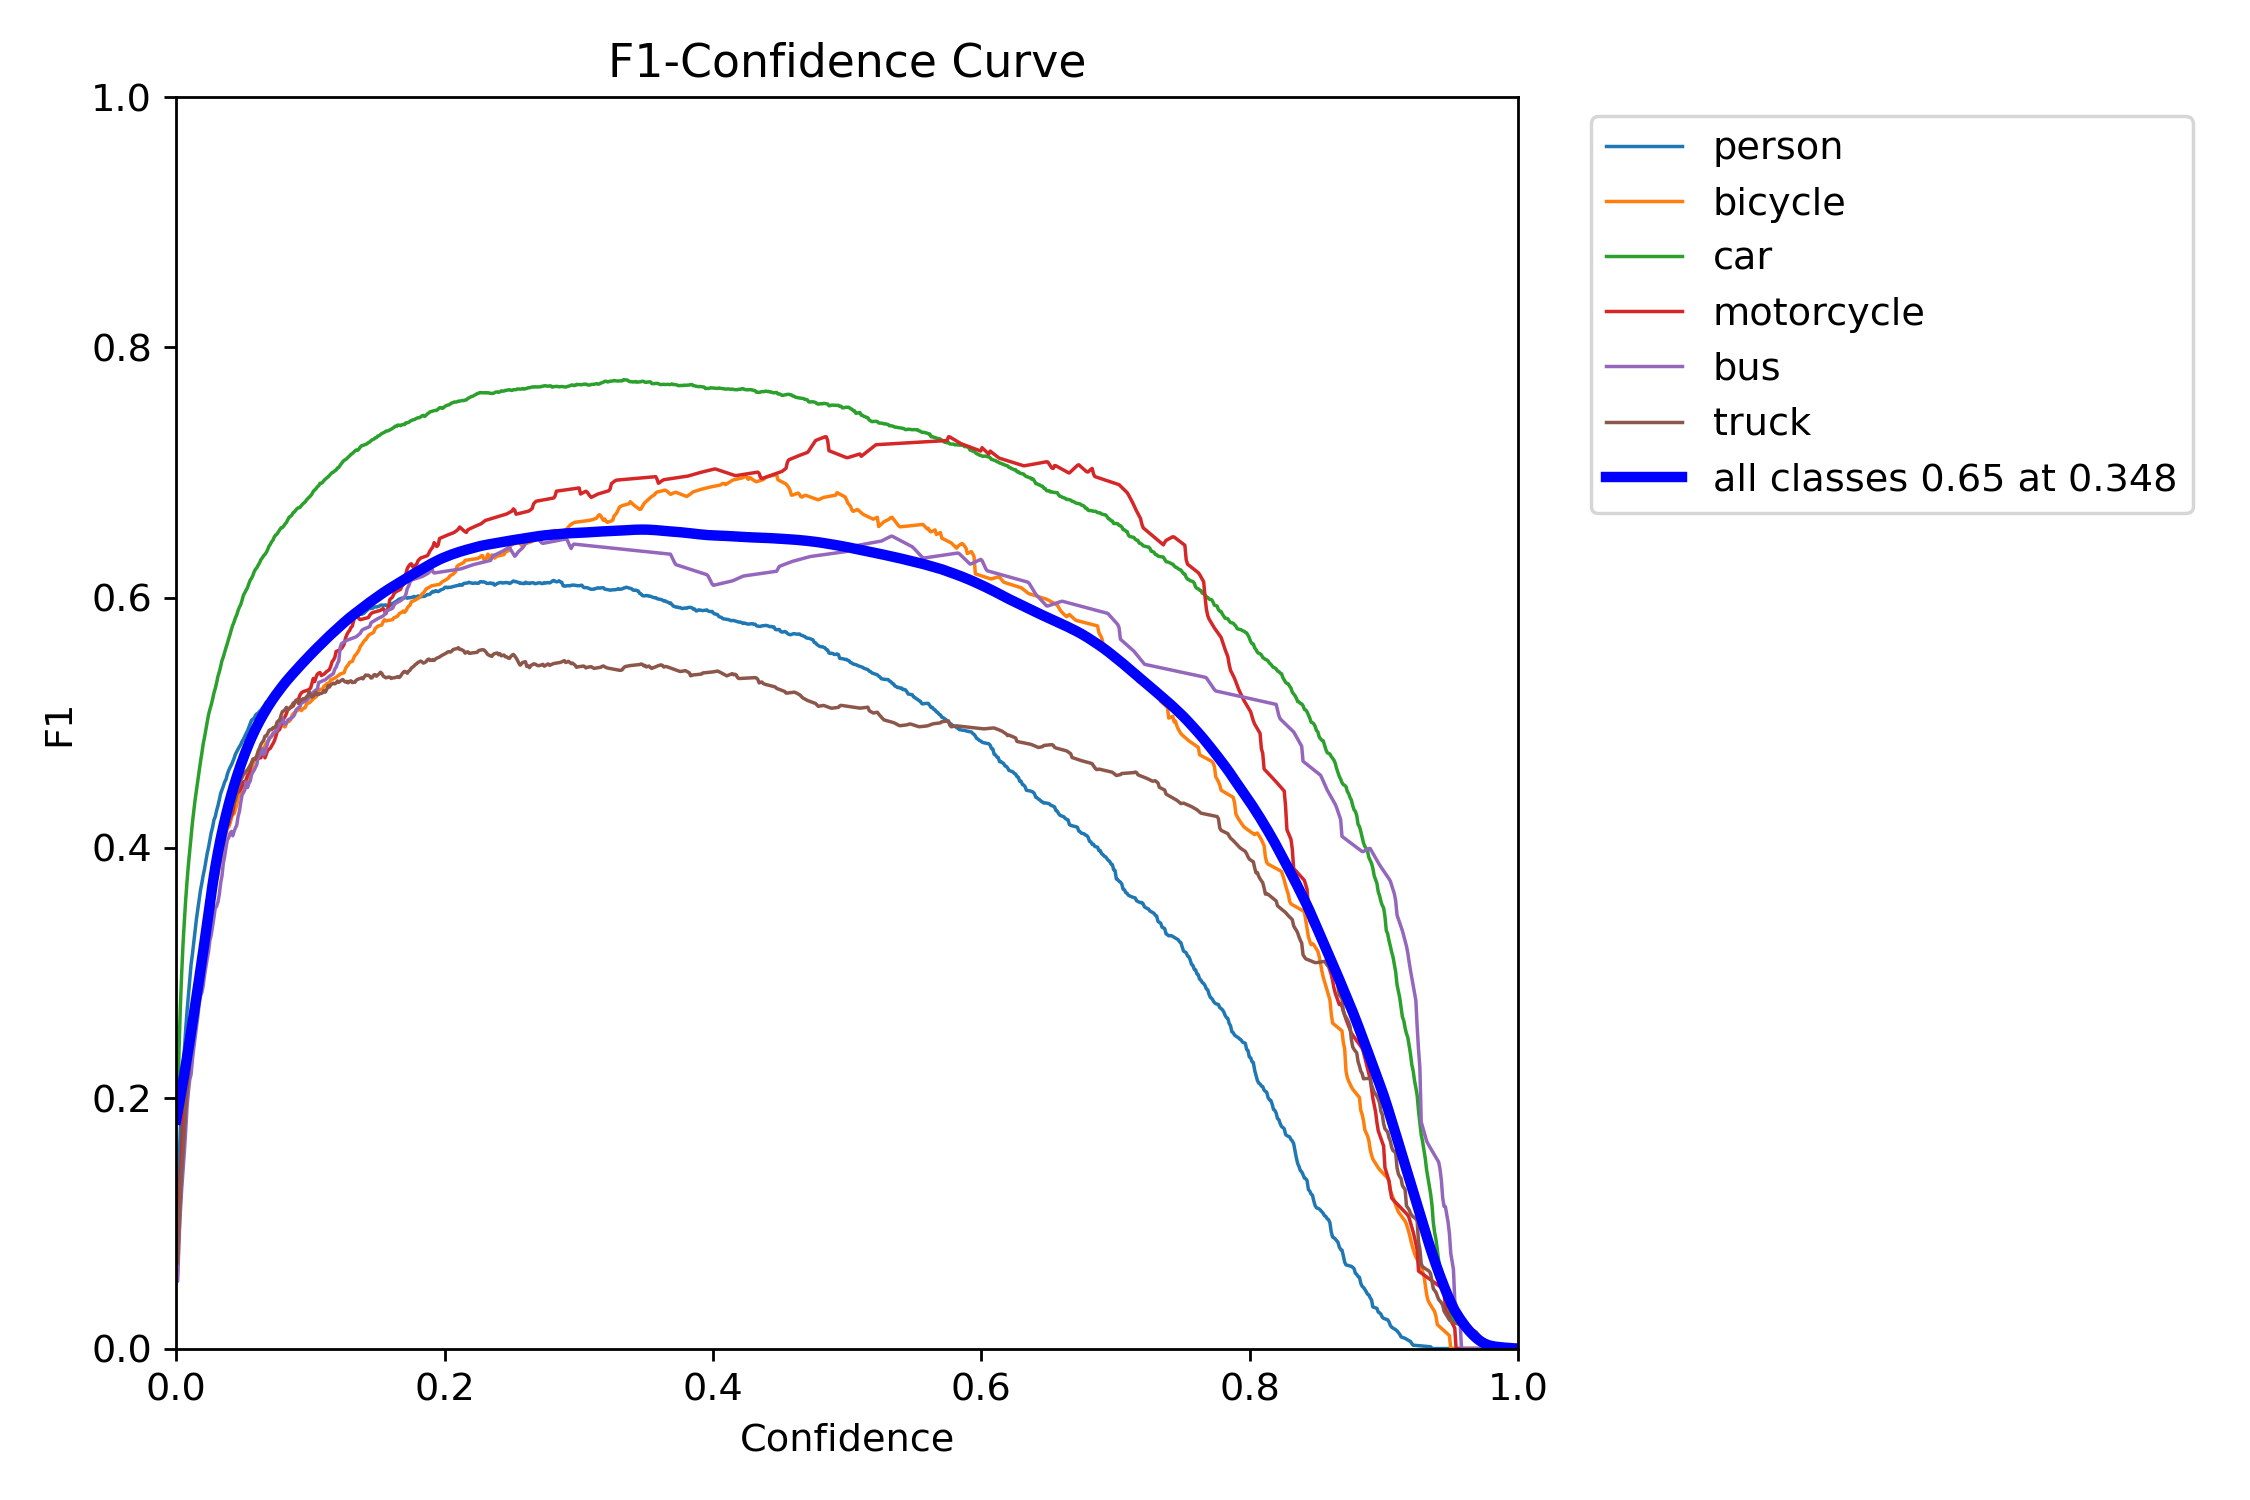 F1-Confidence Curve
1.0
0.8
0.6
0.4
0.2
0.0
F1
0.0 0.2 0.4 0.6 0.8 1.0
Confidence
person
bicycle
car
motorcycle
bus
truck
all classes 0.65 at 0.348